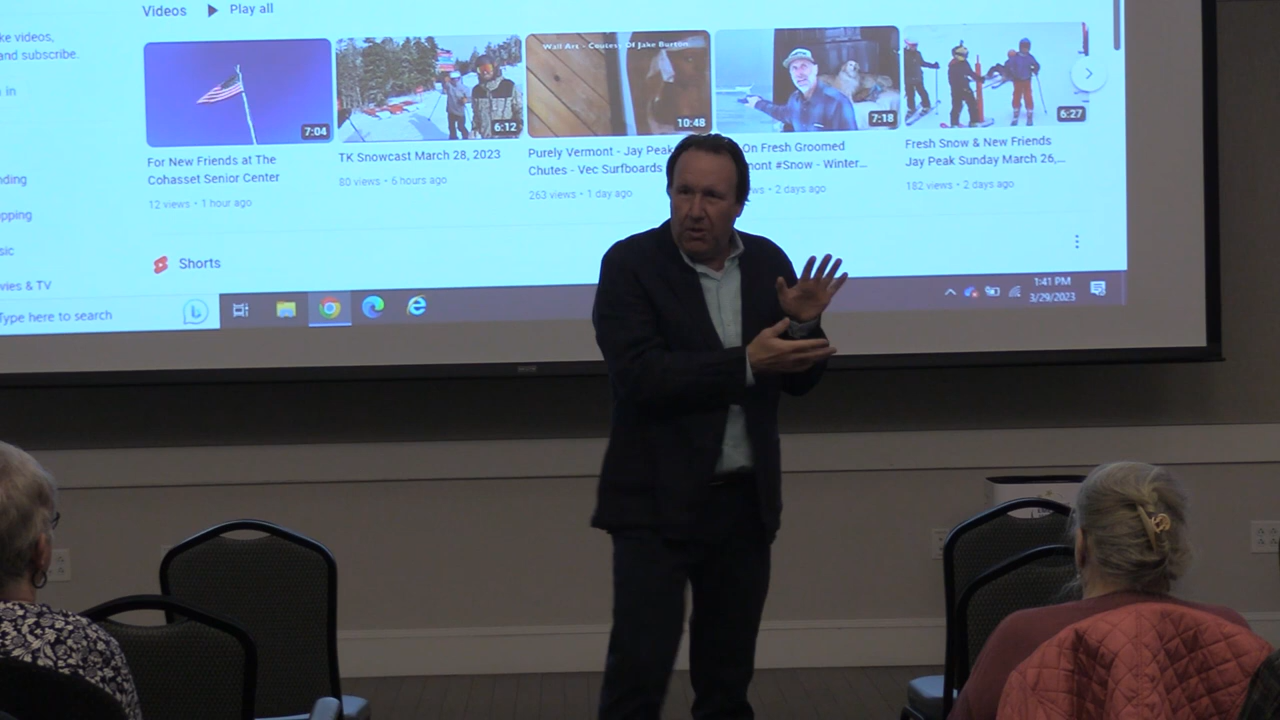 Videos
Play all
ke videos,
and subscribe.
in
Wall Art - Coutesy Of Jake Burton
7:04
6:12
10:48
7:18
6:27
For New Friends at The
Cohasset Senior Center
12 views • 1 hour ago
TK Snowcast March 28, 2023
80 views • 6 hours ago
Purely Vermont - Jay Peak
Chutes - Vec Surfboards
263 views • 1 day ago
On Fresh Groomed
mont #Snow - Winter...
ws • 2 days ago
Fresh Snow & New Friends
Jay Peak Sunday March 26,...
182 views • 2 days ago
nding
opping
sic
vies & TV
Shorts
Type here to search
1:41 PM
3/29/2023